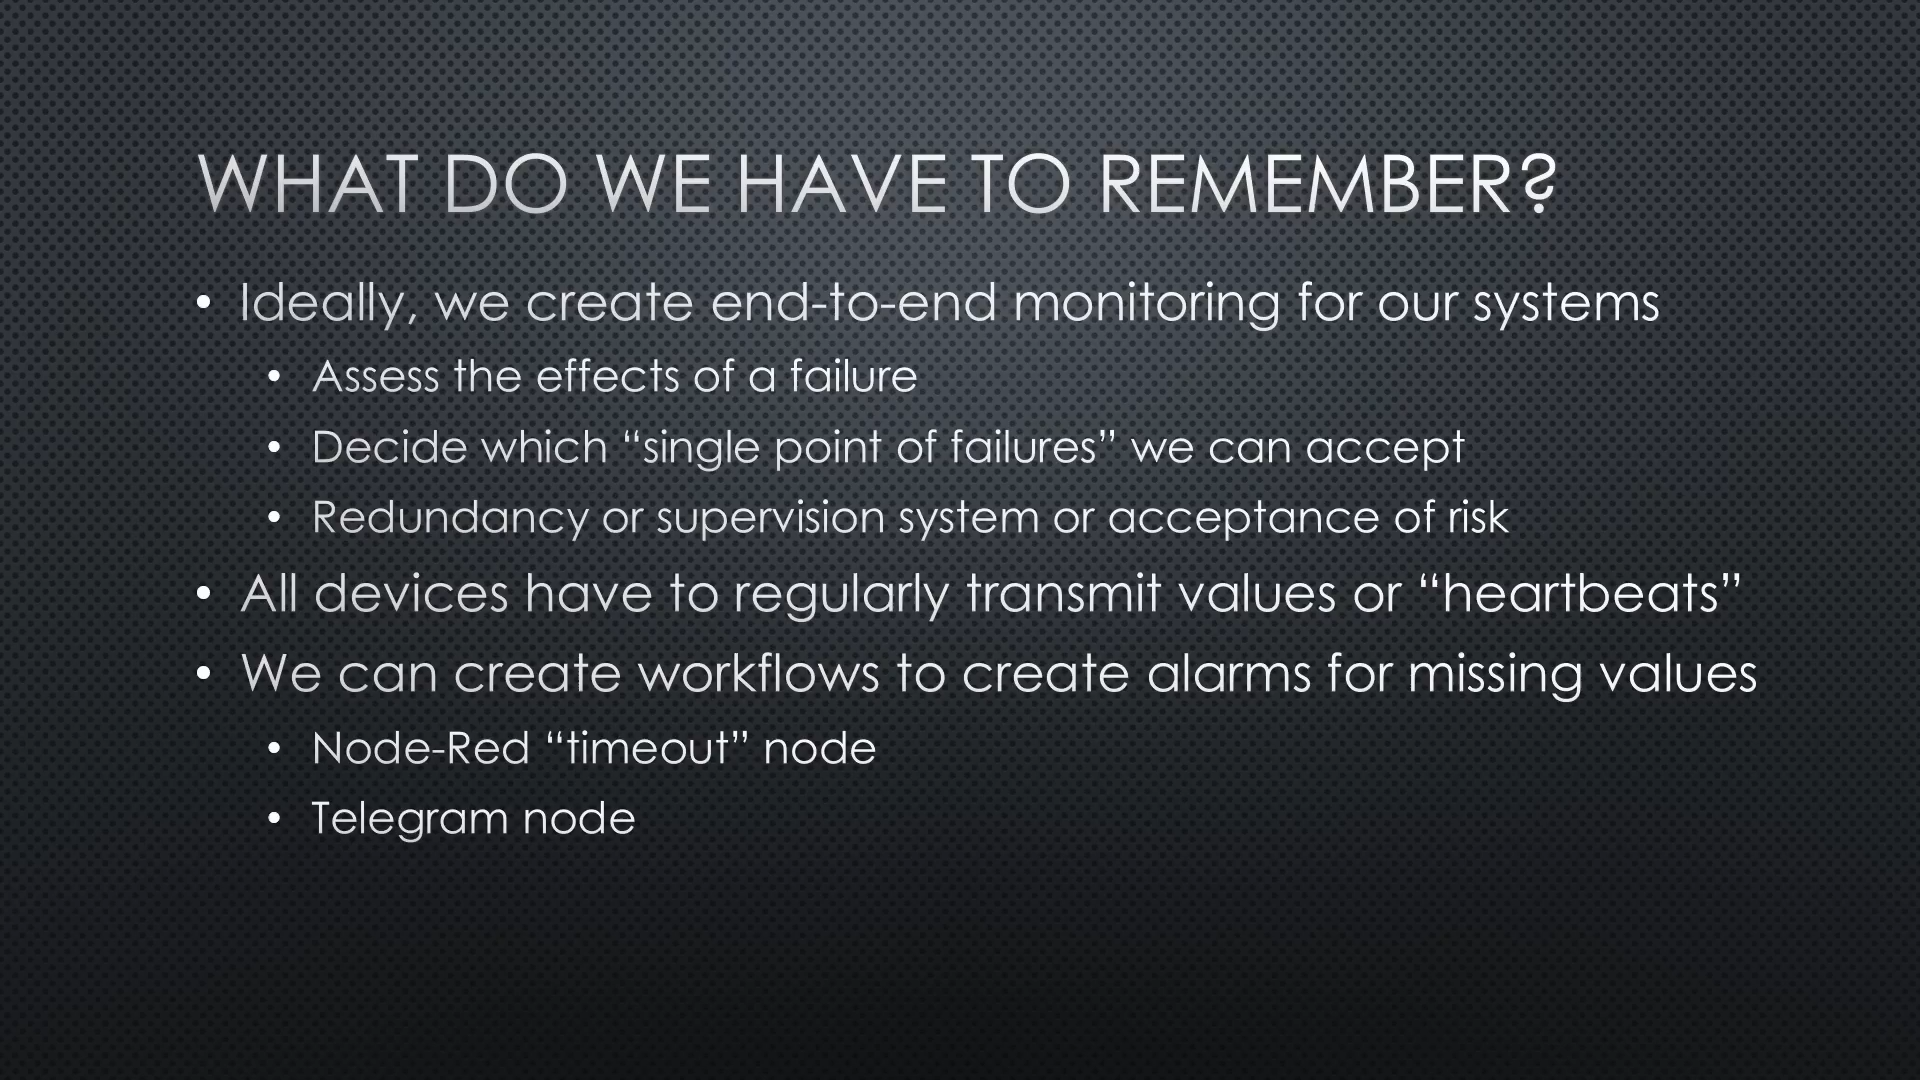 WHAT DO WE HAVE TO REMEMBER?
• Ideally, we create end-to-end monitoring for our systems
• Assess the effects of a failure
• Decide which “single point of failures” we can accept
• Redundancy or supervision system or acceptance of risk
• All devices have to regularly transmit values or “heartbeats”
• We can create workflows to create alarms for missing values
• Node-Red “timeout” node
• Telegram node